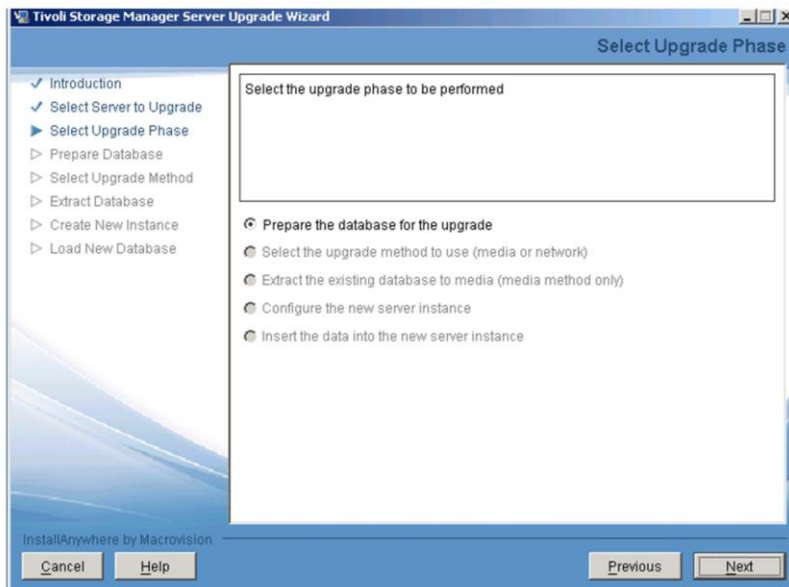 Tivoli Storage Manager Server Upgrade Wizard
Select Upgrade Phase
Introduction
Select Server to Upgrade
Select Upgrade Phase
Prepare Database
Select Upgrade Method
Extract Database
Create New Instance
Load New Database
Select the upgrade phase to be performed
Prepare the database for the upgrade
Select the upgrade method to use (media or network)
Extract the existing database to media (media method only)
Configure the new server instance
Insert the data into the new server instance
InstallAnywhere by Macrovision
Cancel
Help
Previous
Next